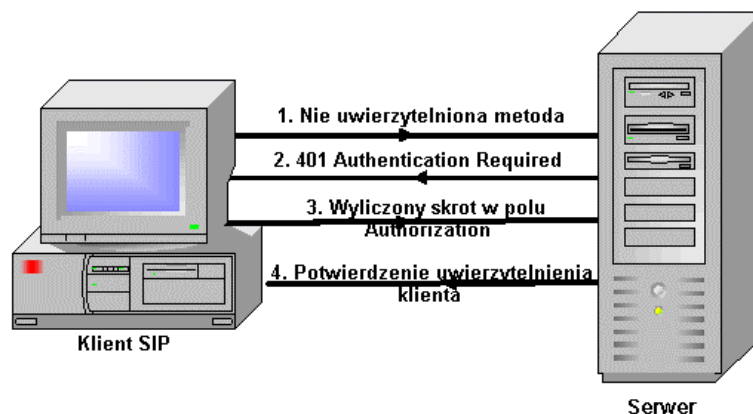 1. Nie uwierzytelniona metoda
2. 401 Authentication Required
3. Wyliczony skrot w polu
Authorization
4. Potwierdzenie uwierzytelnienia
klienta
Klient SIP
Serwer